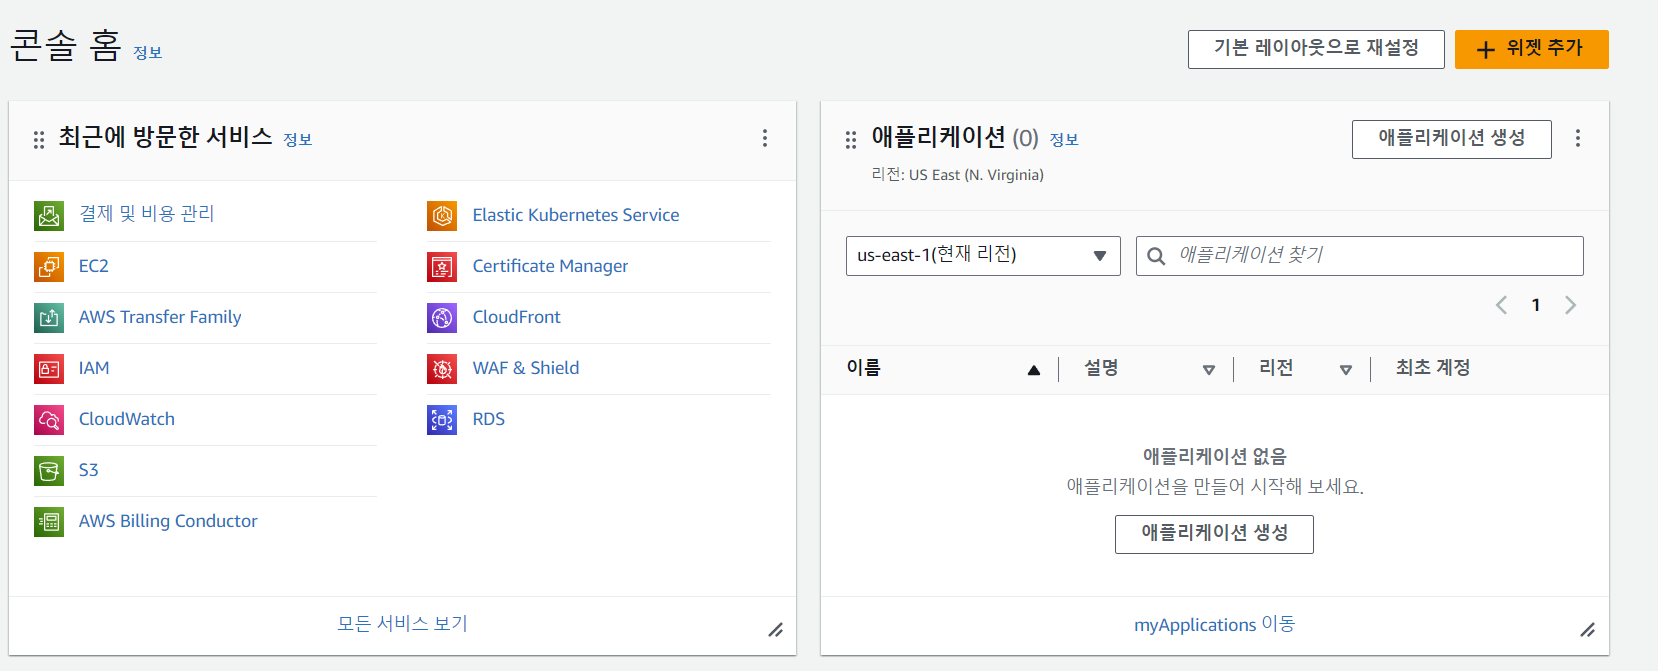 콘솔 홈 정보
기본 레이아웃으로 재설정
위젯 추가
최근에 방문한 서비스 정보
결제 및 비용 관리
EC2
AWS Transfer Family
IAM
CloudWatch
S3
AWS Billing Conductor
Elastic Kubernetes Service
Certificate Manager
CloudFront
WAF & Shield
RDS
모든 서비스 보기
애플리케이션 (0) 정보
애플리케이션 생성
리전: US East (N. Virginia)
us-east-1(현재 리전)
애플리케이션 찾기
1
이름 설명 리전 최초 계정
애플리케이션 없음
애플리케이션을 만들어 시작해 보세요.
애플리케이션 생성
myApplications 이동